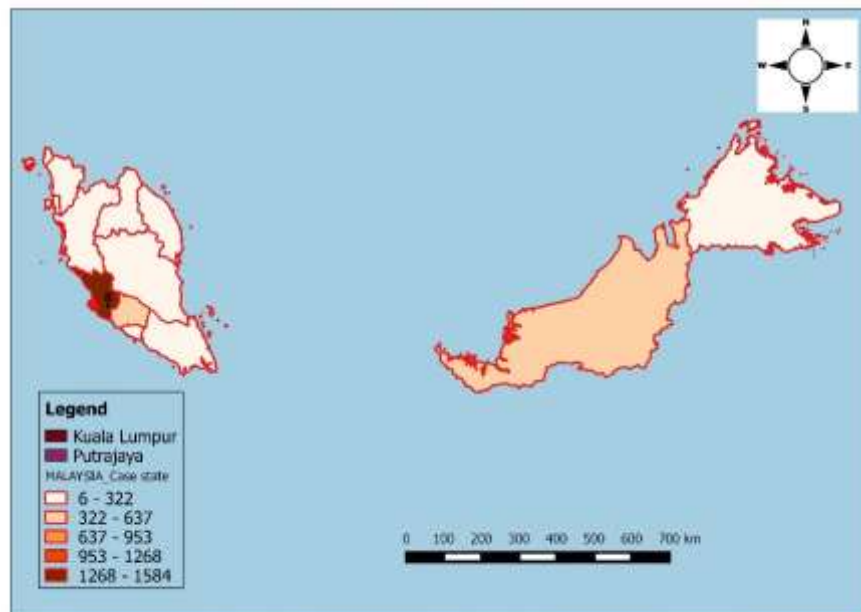 N
W E
S
Legend
Kuala Lumpur
Putrajaya
MALAYSIA_Case state
6 - 322
322 - 637
637 - 953
953 - 1268
1268 - 1584
0 100 200 300 400 500 600 700 km